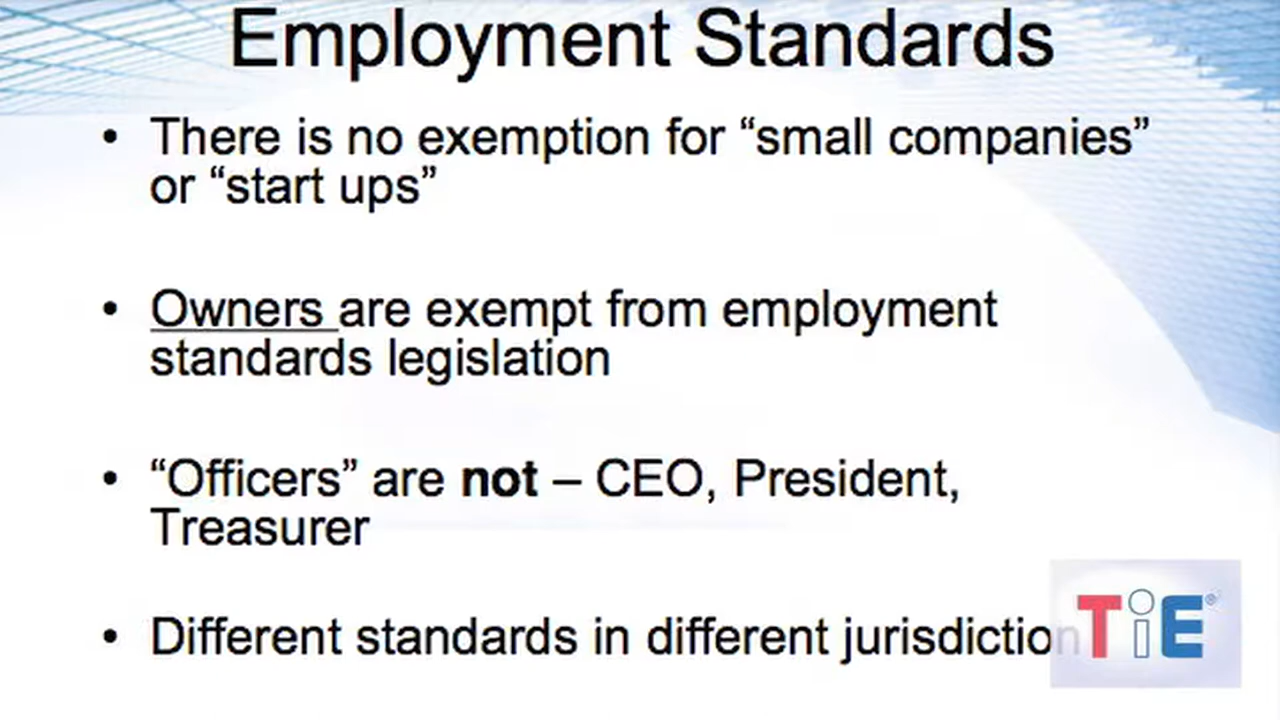 Employment Standards
• There is no exemption for “small companies”
or “start ups”
• Owners are exempt from employment
standards legislation
• “Officers” are not – CEO, President,
Treasurer
• Different standards in different jurisdiction
TiE®